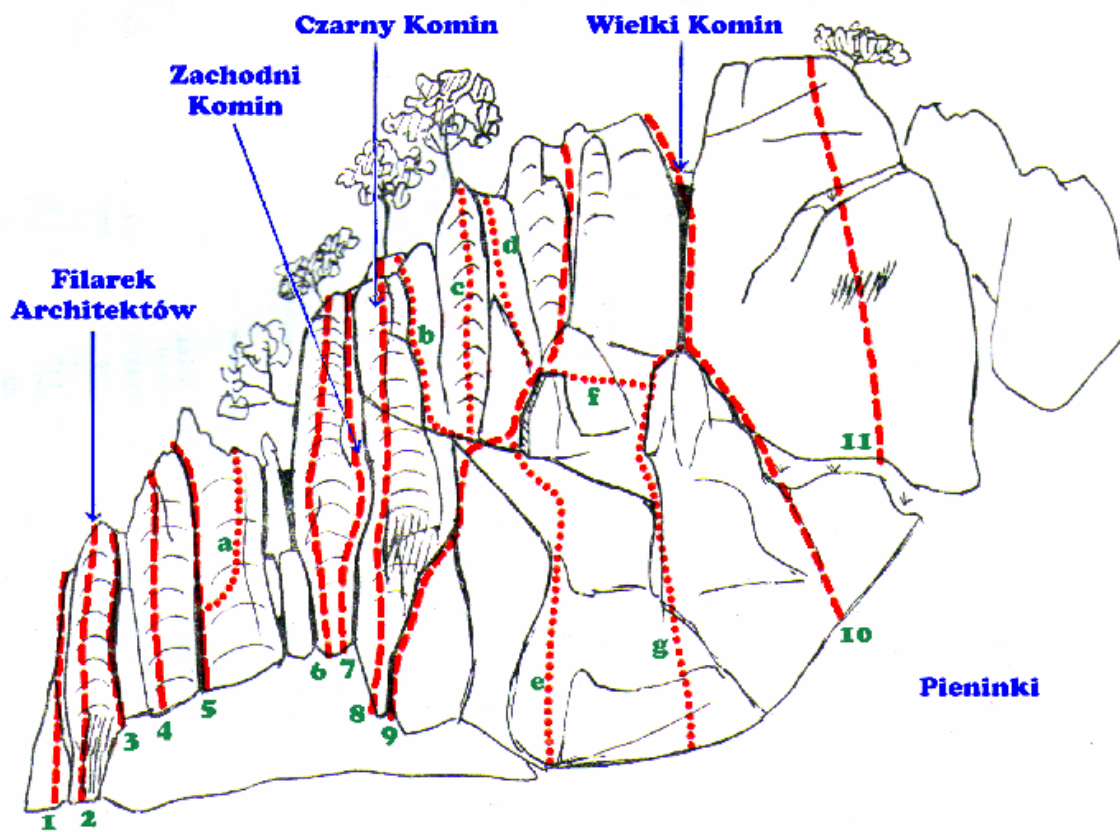 Czarny Komin
Wielki Komin
Zachodni
Komin
Filarek
Architektów
d
c
b
f
11
a
6
7
g
10
5
e
Pieninki
8
4
3
9
1
2